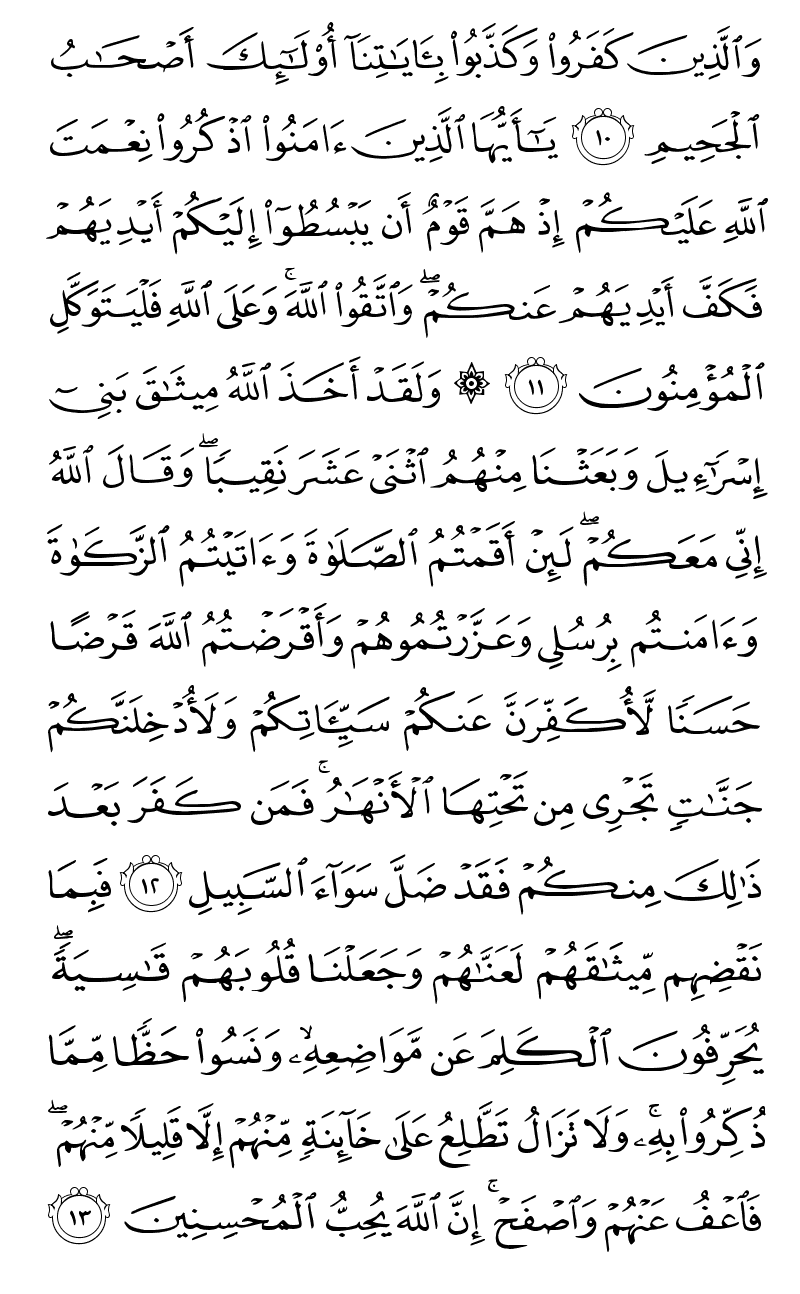 وَٱلَّذِينَ كَفَرُوا۟ وَكَذَّبُوا۟ بِـَٔايَـٰتِنَآ أُو۟لَـٰٓئِكَ أَصْحَـٰبُ
ٱلْجَحِيمِ ١٠ يَـٰٓأَيُّهَا ٱلَّذِينَ ءَامَنُوا۟ ٱذْكُرُوا۟ نِعْمَتَ
ٱللَّهِ عَلَيْكُمْ إِذْ هَمَّ قَوْمٌ أَن يَبْسُطُوٓا۟ إِلَيْكُمْ أَيْدِيَهُمْ
فَكَفَّ أَيْدِيَهُمْ عَنكُمْ ۖ وَٱتَّقُوا۟ ٱللَّهَ ۚ وَعَلَى ٱللَّهِ فَلْيَتَوَكَّلِ
ٱلْمُؤْمِنُونَ ١١ ۞ وَلَقَدْ أَخَذَ ٱللَّهُ مِيثَـٰقَ بَنِىٓ
إِسْرَٰٓءِيلَ وَبَعَثْنَا مِنْهُمُ ٱثْنَىْ عَشَرَ نَقِيبًا ۖ وَقَالَ ٱللَّهُ
إِنِّى مَعَكُمْ ۖ لَئِنْ أَقَمْتُمُ ٱلصَّلَوٰةَ وَءَاتَيْتُمُ ٱلزَّكَوٰةَ
وَءَامَنتُم بِرُسُلِى وَعَزَّرْتُمُوهُمْ وَأَقْرَضْتُمُ ٱللَّهَ قَرْضًا
حَسَنًا لَّأُكَفِّرَنَّ عَنكُمْ سَيِّـَٔاتِكُمْ وَلَأُدْخِلَنَّكُمْ
جَنَّـٰتٍ تَجْرِى مِن تَحْتِهَا ٱلْأَنْهَـٰرُ ۚ فَمَن كَفَرَ بَعْدَ
ذَٰلِكَ مِنكُمْ فَقَدْ ضَلَّ سَوَآءَ ٱلسَّبِيلِ ١٢ فَبِمَا
نَقْضِهِم مِّيثَـٰقَهُمْ لَعَنَّـٰهُمْ وَجَعَلْنَا قُلُوبَهُمْ قَـٰسِيَةً ۖ
يُحَرِّفُونَ ٱلْكَلِمَ عَن مَّوَاضِعِهِۦ ۙ وَنَسُوا۟ حَظًّا مِّمَّا
ذُكِّرُوا۟ بِهِۦ ۚ وَلَا تَزَالُ تَطَّلِعُ عَلَىٰ خَآئِنَةٍ مِّنْهُمْ إِلَّا قَلِيلًا مِّنْهُمْ ۖ
فَٱعْفُ عَنْهُمْ وَٱصْفَحْ ۚ إِنَّ ٱللَّهَ يُحِبُّ ٱلْمُحْسِنِينَ ١٣